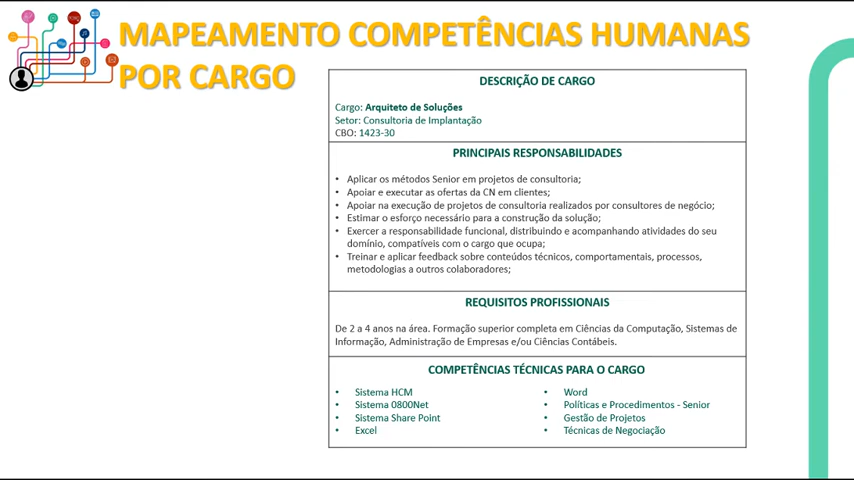 MAPEAMENTO COMPETÊNCIAS HUMANAS
POR CARGO
DESCRIÇÃO DE CARGO
Cargo: Arquiteto de Soluções
Setor: Consultoria de Implantação
CBO: 1423-30
PRINCIPAIS RESPONSABILIDADES
• Aplicar os métodos Senior em projetos de consultoria;
• Apoiar e executar as ofertas da CN em clientes;
• Apoiar na execução de projetos de consultoria realizados por consultores de negócio;
• Estimar o esforço necessário para a construção da solução;
• Exercer a responsabilidade funcional, distribuindo e acompanhando atividades do seu
domínio, compatíveis com o cargo que ocupa;
• Treinar e aplicar feedback sobre conteúdos técnicos, comportamentais, processos,
metodologias a outros colaboradores;
REQUISITOS PROFISSIONAIS
De 2 a 4 anos na área. Formação superior completa em Ciências da Computação, Sistemas de
Informação, Administração de Empresas e/ou Ciências Contábeis.
COMPETÊNCIAS TÉCNICAS PARA O CARGO
• Sistema HCM
• Sistema 0800Net
• Sistema Share Point
• Excel
• Word
• Políticas e Procedimentos - Senior
• Gestão de Projetos
• Técnicas de Negociação